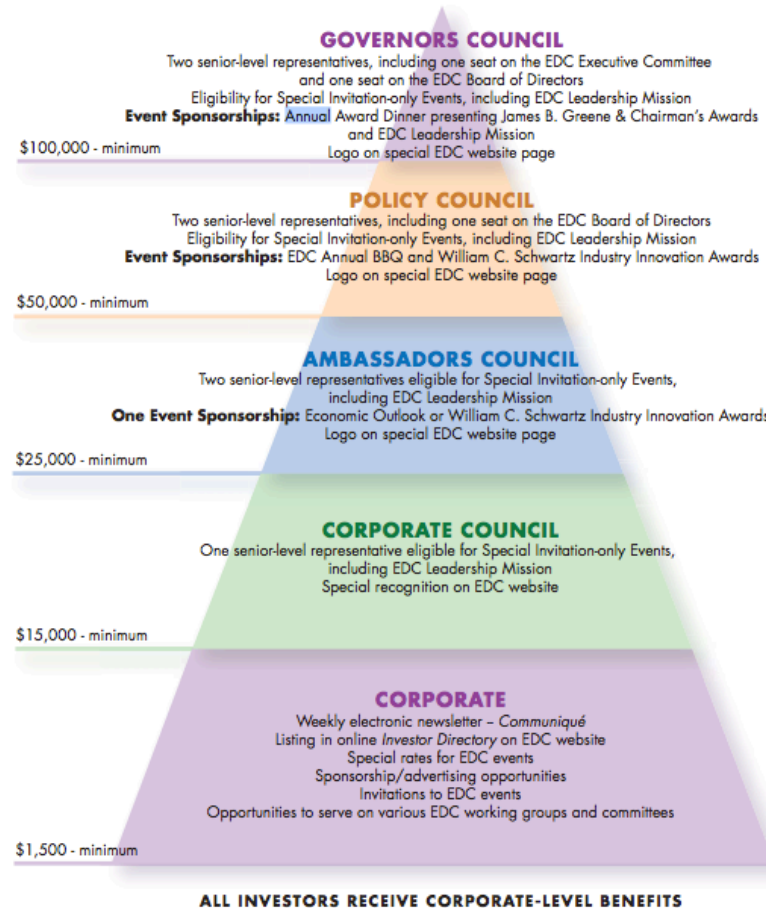 GOVERNORS COUNCIL
Two senior-level representatives, including one seat on the EDC Executive Committee
and one seat on the EDC Board of Directors
Eligibility for Special Invitation-only Events, including EDC Leadership Mission
Event Sponsorships: Annual Award Dinner presenting James B. Greene & Chairman's Awards
and EDC Leadership Mission
Logo on special EDC website page
$100,000 - minimum
POLICY COUNCIL
Two senior-level representatives, including one seat on the EDC Board of Directors
Eligibility for Special Invitation-only Events, including EDC Leadership Mission
Event Sponsorships: EDC Annual BBQ and William C. Schwartz Industry Innovation Awards
Logo on special EDC website page
$50,000 - minimum
AMBASSADORS COUNCIL
Two senior-level representatives eligible for Special Invitation-only Events,
including EDC Leadership Mission
One Event Sponsorship: Economic Outlook or William C. Schwartz Industry Innovation Awards
Logo on special EDC website page
$25,000 - minimum
CORPORATE COUNCIL
One senior-level representative eligible for Special Invitation-only Events,
including EDC Leadership Mission
Special recognition on EDC website
$15,000 - minimum
CORPORATE
Weekly electronic newsletter – Communiqué
Listing in online Investor Directory on EDC website
Special rates for EDC events
Sponsorship/advertising opportunities
Invitations to EDC events
Opportunities to serve on various EDC working groups and committees
$1,500 - minimum
ALL INVESTORS RECEIVE CORPORATE-LEVEL BENEFITS